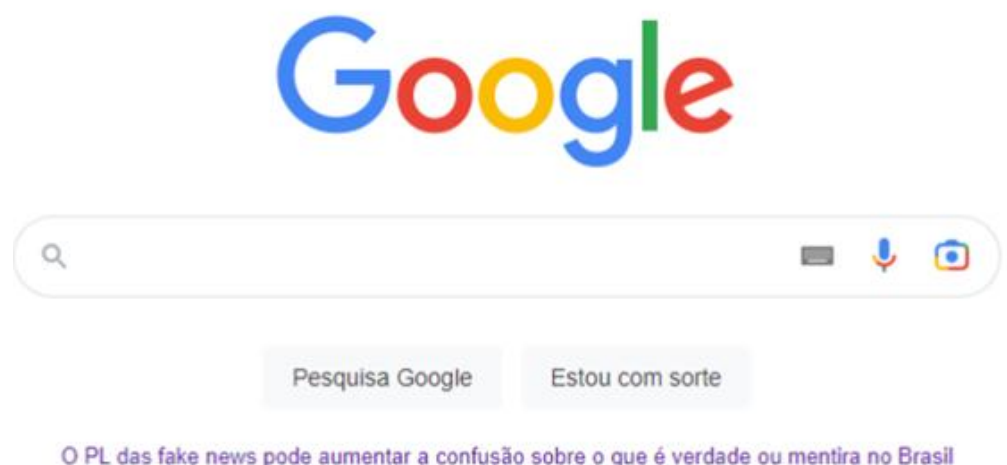 Google
Pesquisa Google
Estou com sorte
O PL das fake news pode aumentar a confusão sobre o que é verdade ou mentira no Brasil